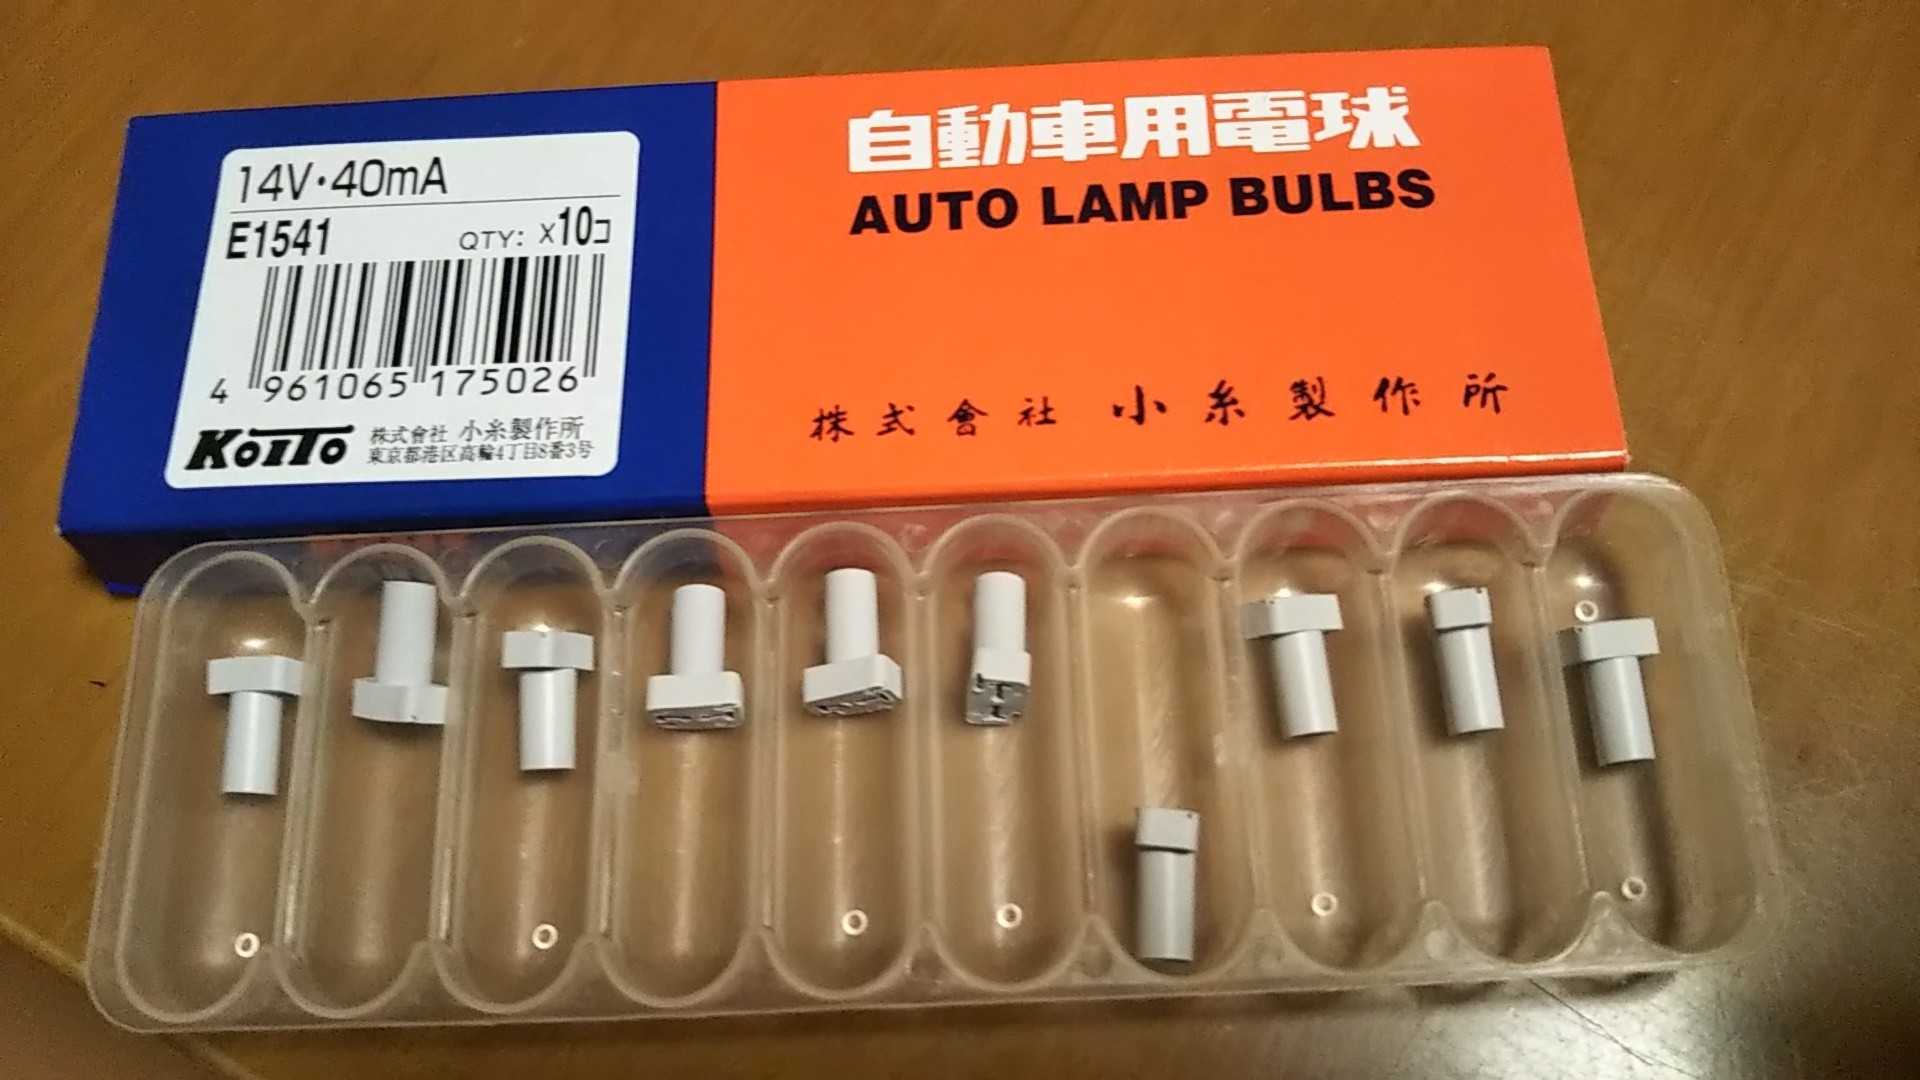 14V・40mA
E1541 QTY: X10コ
4 961065 175026
KOITO 株式會社 小糸製作所
東京都港区高輪4丁目8番3号
自動車用電球
AUTO LAMP BULBS
株式會社 小糸製作所